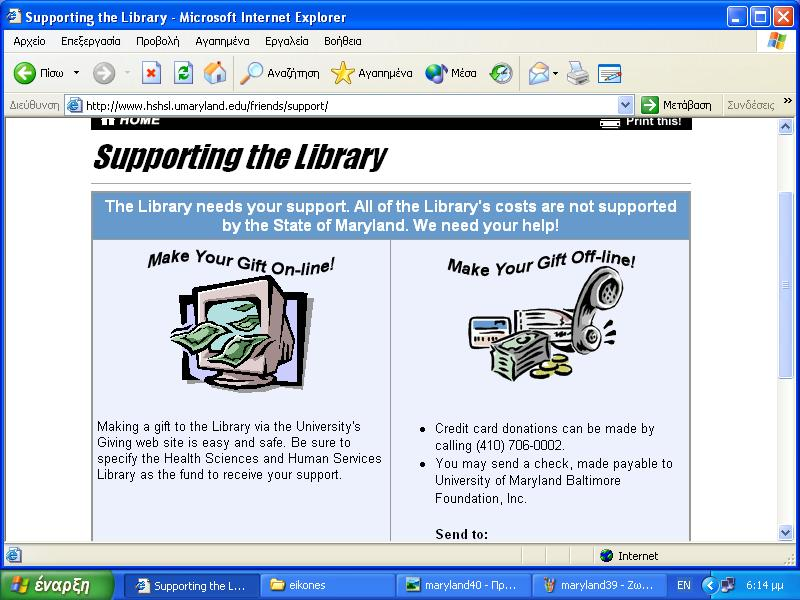 Supporting the Library - Microsoft Internet Explorer
Αρχείο Επεξεργασία Προβολή Αγαπημένα Εργαλεία Βοήθεια
Πίσω Αναζήτηση Αγαπημένα Μέσα
Διεύθυνση http://www.hshsl.umaryland.edu/friends/support/ Μετάβαση Συνδέσεις »
HOME Print this!
Supporting the Library
The Library needs your support. All of the Library's costs are not supported
by the State of Maryland. We need your help!
Make Your Gift On-line!
Making a gift to the Library via the University's
Giving web site is easy and safe. Be sure to
specify the Health Sciences and Human Services
Library as the fund to receive your support.
Make Your Gift Off-line!
• Credit card donations can be made by
calling (410) 706-0002.
• You may send a check, made payable to
University of Maryland Baltimore
Foundation, Inc.
Send to:
Internet
έναρξη Supporting the L... eikones maryland40 - Πρ... maryland39 - Ζω... EN 6:14 μμ